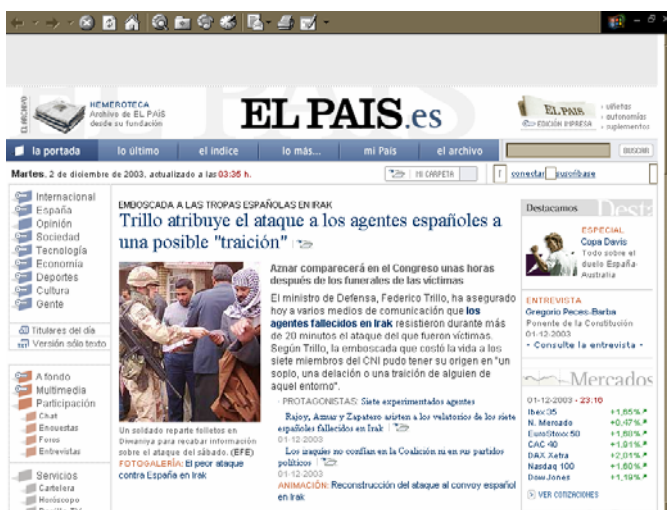 EL ARCHIVO
HEMEROTECA
Archivo de EL PAÍS
desde su fundación
EL PAIS.es
EL PAIS
EDICIÓN IMPRESA
› viñetas
› autonomías
› suplementos
la portada
lo último
el índice
lo más...
mi País
el archivo
BUSCAR
Martes, 2 de diciembre de 2003, actualizado a las 03:35 h.
MI CARPETA
conectar
suscríbase
Internacional
España
Opinión
Sociedad
Tecnología
Economía
Deportes
Cultura
Gente
Titulares del día
Versión sólo texto
A fondo
Multimedia
Participación
Chat
Encuestas
Foros
Entrevistas
Servicios
Cartelera
Horóscopo
EMBOSCADA A LAS TROPAS ESPAÑOLAS EN IRAK
Trillo atribuye el ataque a los agentes españoles a
una posible "traición"
Un soldado reparte folletos en
Diwaniya para recabar información
sobre el ataque del sábado. (EFE)
FOTOGALERÍA: El peor ataque
contra España en Irak
Aznar comparecerá en el Congreso unas horas
después de los funerales de las víctimas
El ministro de Defensa, Federico Trillo, ha asegurado
hoy a varios medios de comunicación que los
agentes fallecidos en Irak resistieron durante más
de 20 minutos el ataque del que fueron víctimas.
Según Trillo, la emboscada que costó la vida a los
siete miembros del CNI pudo tener su origen en "un
soplo, una delación o una traición de alguien de
aquel entorno".
· PROTAGONISTAS: Siete experimentados agentes
Rajoy, Aznar y Zapatero asisten a los velatorios de los siete
españoles fallecidos en Irak
01-12-2003
Los iraquíes no confían en la Coalición ni en sus partidos
políticos
01-12-2003
ANIMACIÓN: Reconstrucción del ataque al convoy español
en Irak
Destacamos
Dest
ESPECIAL
Copa Davis
Todo sobre el
duelo España-
Australia
ENTREVISTA
Gregorio Peces-Barba
Ponente de la Constitución
01-12-2003
• Consulte la entrevista •
Mercados
01-12-2003 - 23:16
Ibex 35 +1,65%
N. Mercado +0,47%
EuroStoxx 50 +1,60%
CAC 40 +1,91%
DAX Xetra +2,01%
Nasdaq 100 +1,60%
Dow Jones +1,19%
VER COTIZACIONES